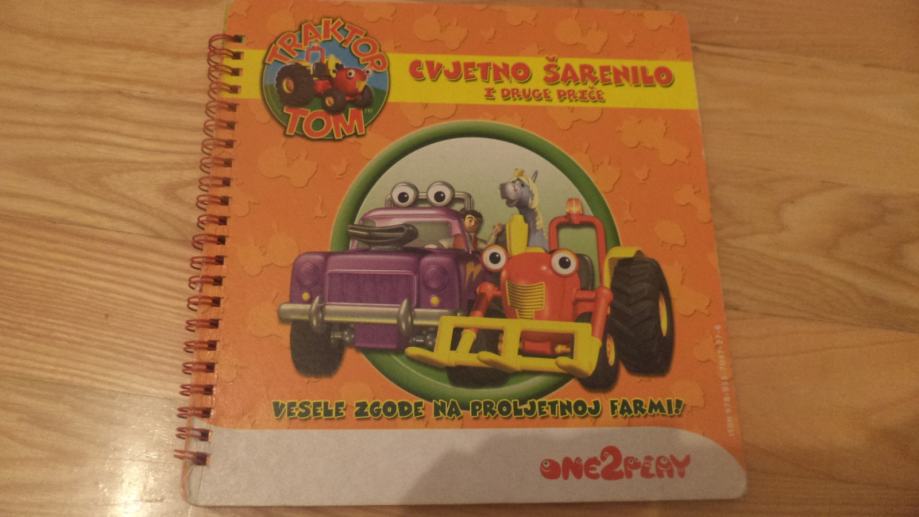 TRAKTOR
TOM
CVJETNO ŠARENILO
I DRUGE PRIČE
VESELE ZGODE NA PROLJETNOJ FARMI!
ONE2PLAY